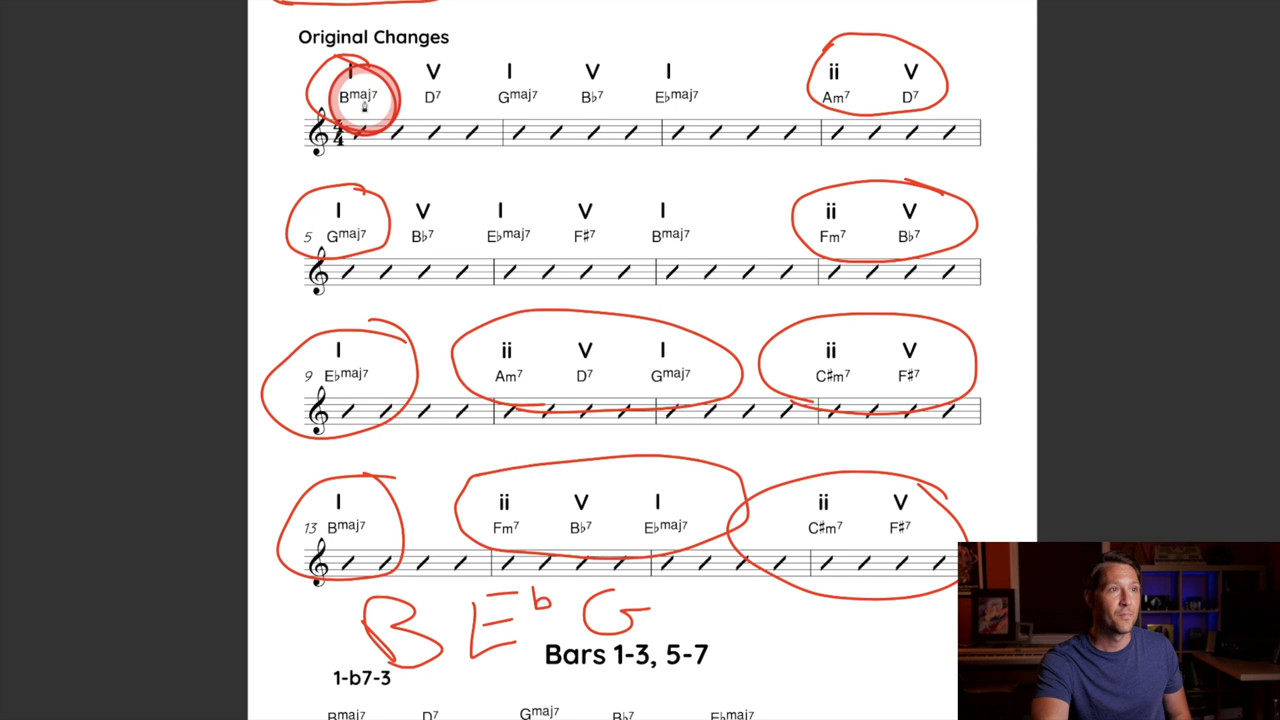 Original Changes
I V I V I ii V
Bmaj7 D7 Gmaj7 B♭7 E♭maj7 Am7 D7
4
4
I V I V I ii V
5 Gmaj7 B♭7 E♭maj7 F#7 Bmaj7 Fm7 B♭7
I ii V I ii V
9 E♭maj7 Am7 D7 Gmaj7 C#m7 F#7
I ii V I ii V
13 Bmaj7 Fm7 B♭7 E♭maj7 C#m7 F#7
B E♭ G
Bars 1-3, 5-7
1-b7-3
Bmaj7 D7 Gmaj7 B♭7 E♭maj7